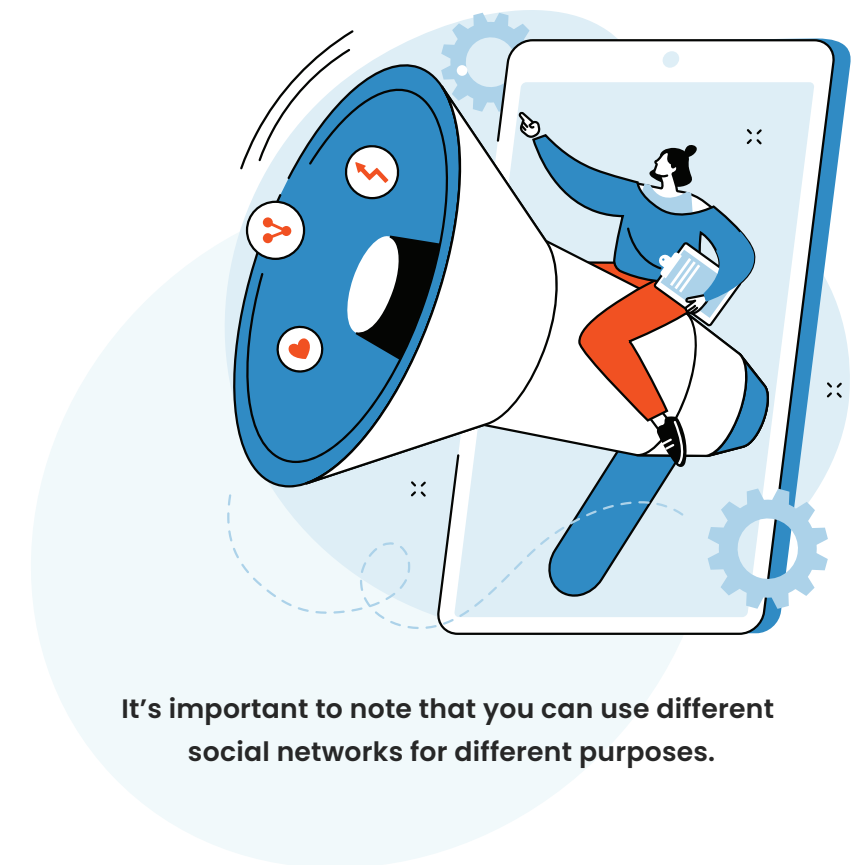 It’s important to note that you can use different
social networks for different purposes.